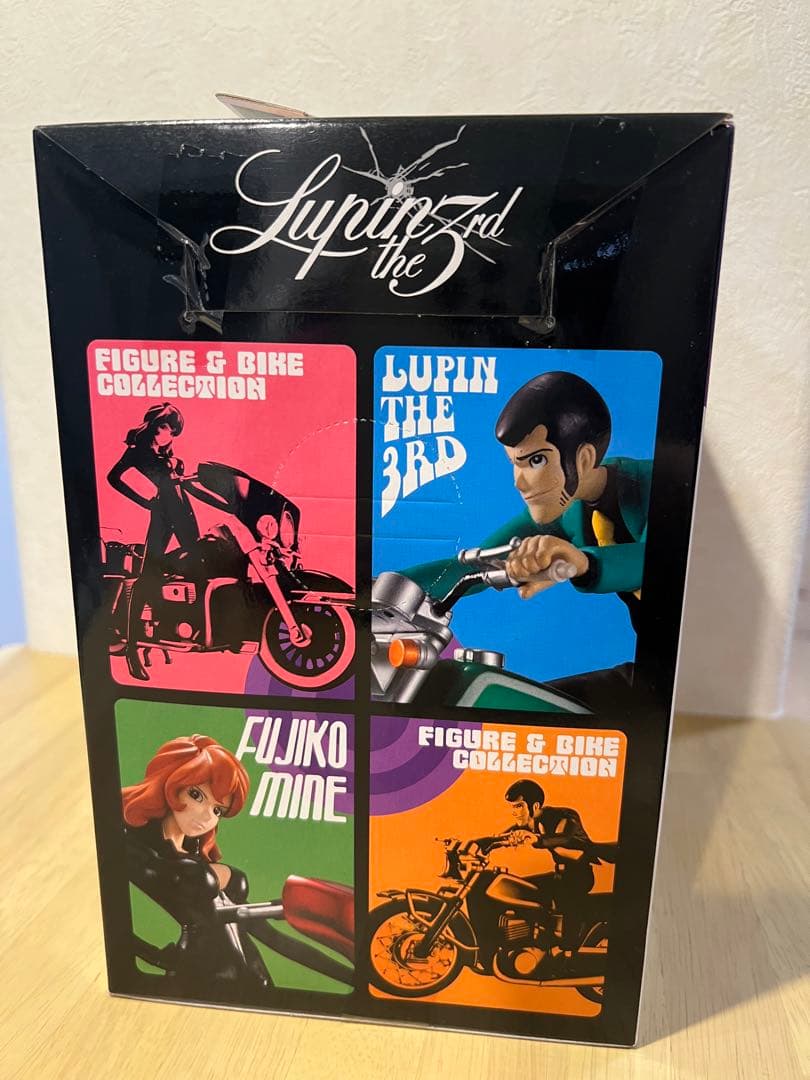 Lupin
the 3rd
FIGURE & BIKE
COLLECTION
LUPIN
THE
3RD
FUJIKO
MINE
FIGURE & BIKE
COLLECTION